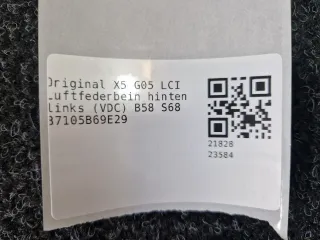 Original X5 G05 LCI
Luftfederbein hinten
links (VDC) B58 S68
37105B69E29
21828
23584